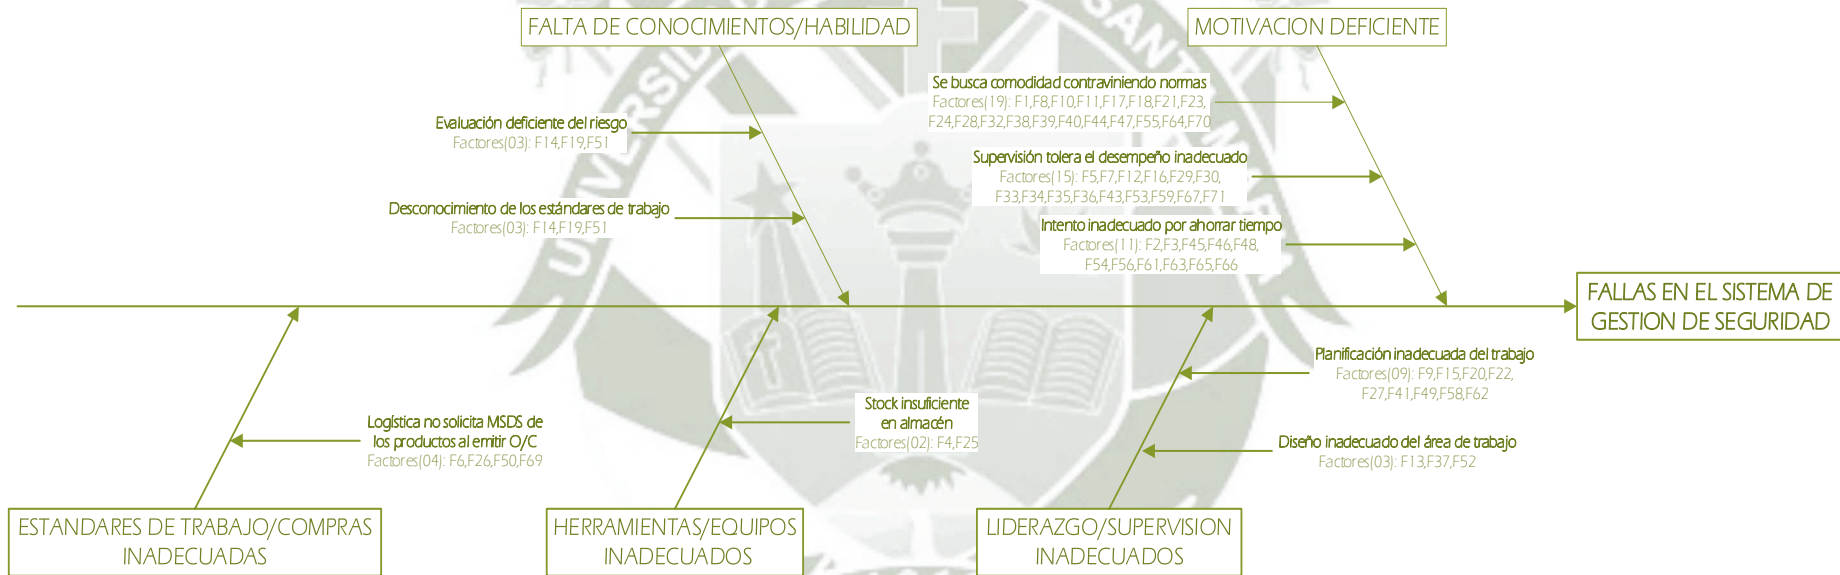 FALTA DE CONOCIMIENTOS/HABILIDAD
MOTIVACION DEFICIENTE
Se busca comodidad contraviniendo normas
Factores(19): F1,F8,F10,F11,F17,F18,F21,F23,
F24,F28,F32,F38,F39,F40,F44,F47,F55,F64,F70
Evaluación deficiente del riesgo
Factores(03): F14,F19,F51
Supervisión tolera el desempeño inadecuado
Factores(15): F5,F7,F12,F16,F29,F30,
F33,F34,F35,F36,F43,F53,F59,F67,F71
Desconocimiento de los estándares de trabajo
Factores(03): F14,F19,F51
Intento inadecuado por ahorrar tiempo
Factores(11): F2,F3,F45,F46,F48,
F54,F56,F61,F63,F65,F66
FALLAS EN EL SISTEMA DE
GESTION DE SEGURIDAD
Planificación inadecuada del trabajo
Factores(09): F9,F15,F20,F22,
F27,F41,F49,F58,F62
Logística no solicita MSDS de
los productos al emitir O/C
Factores(04): F6,F26,F50,F69
Stock insuficiente
en almacén
Factores(02): F4,F25
Diseño inadecuado del área de trabajo
Factores(03): F13,F37,F52
ESTANDARES DE TRABAJO/COMPRAS
INADECUADAS
HERRAMIENTAS/EQUIPOS
INADECUADOS
LIDERAZGO/SUPERVISION
INADECUADOS